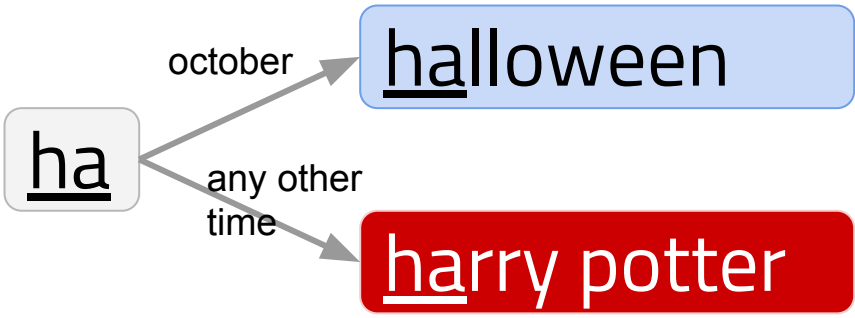 october
halloween
ha
any other
time
harry potter